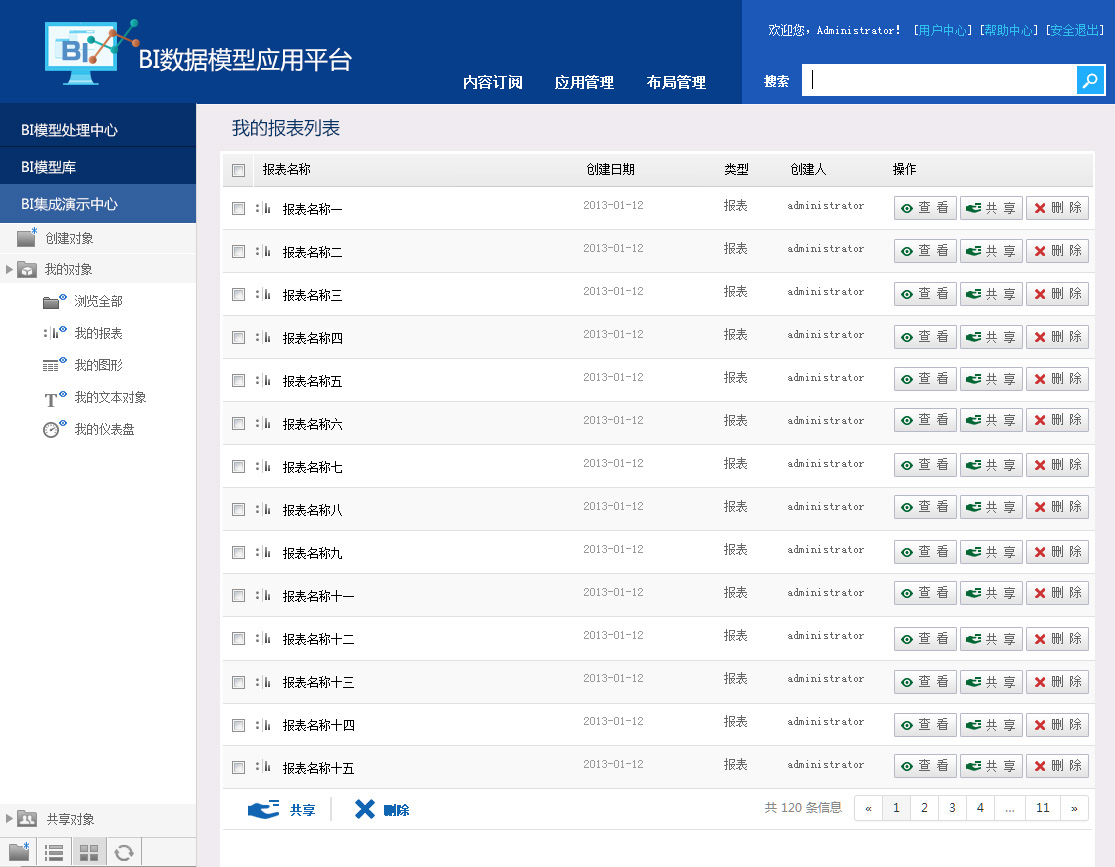 欢迎您，Administrator! [用户中心] [帮助中心] [安全退出]
BI
BI数据模型应用平台
内容订阅 应用管理 布局管理 搜索
BI模型处理中心
BI模型库
BI集成演示中心
创建对象
我的对象
浏览全部
我的报表
我的图形
我的文本对象
我的仪表盘
共享对象
我的报表列表
报表名称 创建日期 类型 创建人 操作
报表名称一 2013-01-12 报表 administrator 查看 共享 删除
报表名称二 2013-01-12 报表 administrator 查看 共享 删除
报表名称三 2013-01-12 报表 administrator 查看 共享 删除
报表名称四 2013-01-12 报表 administrator 查看 共享 删除
报表名称五 2013-01-12 报表 administrator 查看 共享 删除
报表名称六 2013-01-12 报表 administrator 查看 共享 删除
报表名称七 2013-01-12 报表 administrator 查看 共享 删除
报表名称八 2013-01-12 报表 administrator 查看 共享 删除
报表名称九 2013-01-12 报表 administrator 查看 共享 删除
报表名称十一 2013-01-12 报表 administrator 查看 共享 删除
报表名称十二 2013-01-12 报表 administrator 查看 共享 删除
报表名称十三 2013-01-12 报表 administrator 查看 共享 删除
报表名称十四 2013-01-12 报表 administrator 查看 共享 删除
报表名称十五 2013-01-12 报表 administrator 查看 共享 删除
共享 删除 共 120 条信息 « 1 2 3 4 ... 11 »